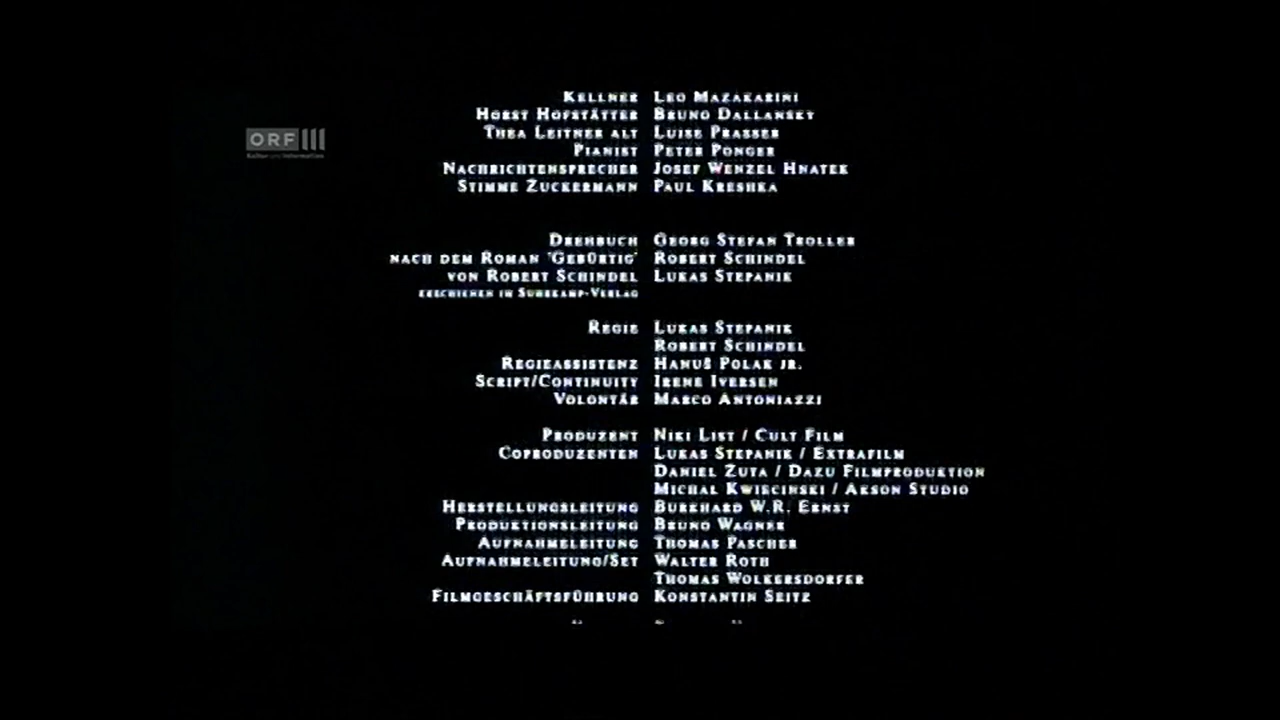 ORF III
Kultur und Information
Kellner Leo Mazakarini
Horst Hofstätter Bruno Dallansky
Thea Leitner alt Luise Prasser
Pianist Peter Ponger
Nachrichtensprecher Josef Wenzel Hnatek
Stimme Zuckermann Paul Kreshka
Drehbuch Georg Stefan Troller
nach dem Roman 'Gebürtig' Robert Schindel
von Robert Schindel Lukas Stepanik
erschienen im Suhrkamp-Verlag
Regie Lukas Stepanik
Robert Schindel
Regieassistenz Hanuš Polak jr.
Script/Continuity Irene Iversen
Volontär Marco Antoniazzi
Produzent Niki List / Cult Film
Coproduzenten Lukas Stepanik / Extrafilm
Daniel Zuta / Dazu Filmproduktion
Michal Kwiecinski / Akson Studio
Herstellungsleitung Burkhard W.R. Ernst
Produktionsleitung Bruno Wagner
Aufnahmeleitung Thomas Pascher
Aufnahmeleitung/Set Walter Roth
Thomas Wolkersdorfer
Filmgeschäftsführung Konstantin Seitz